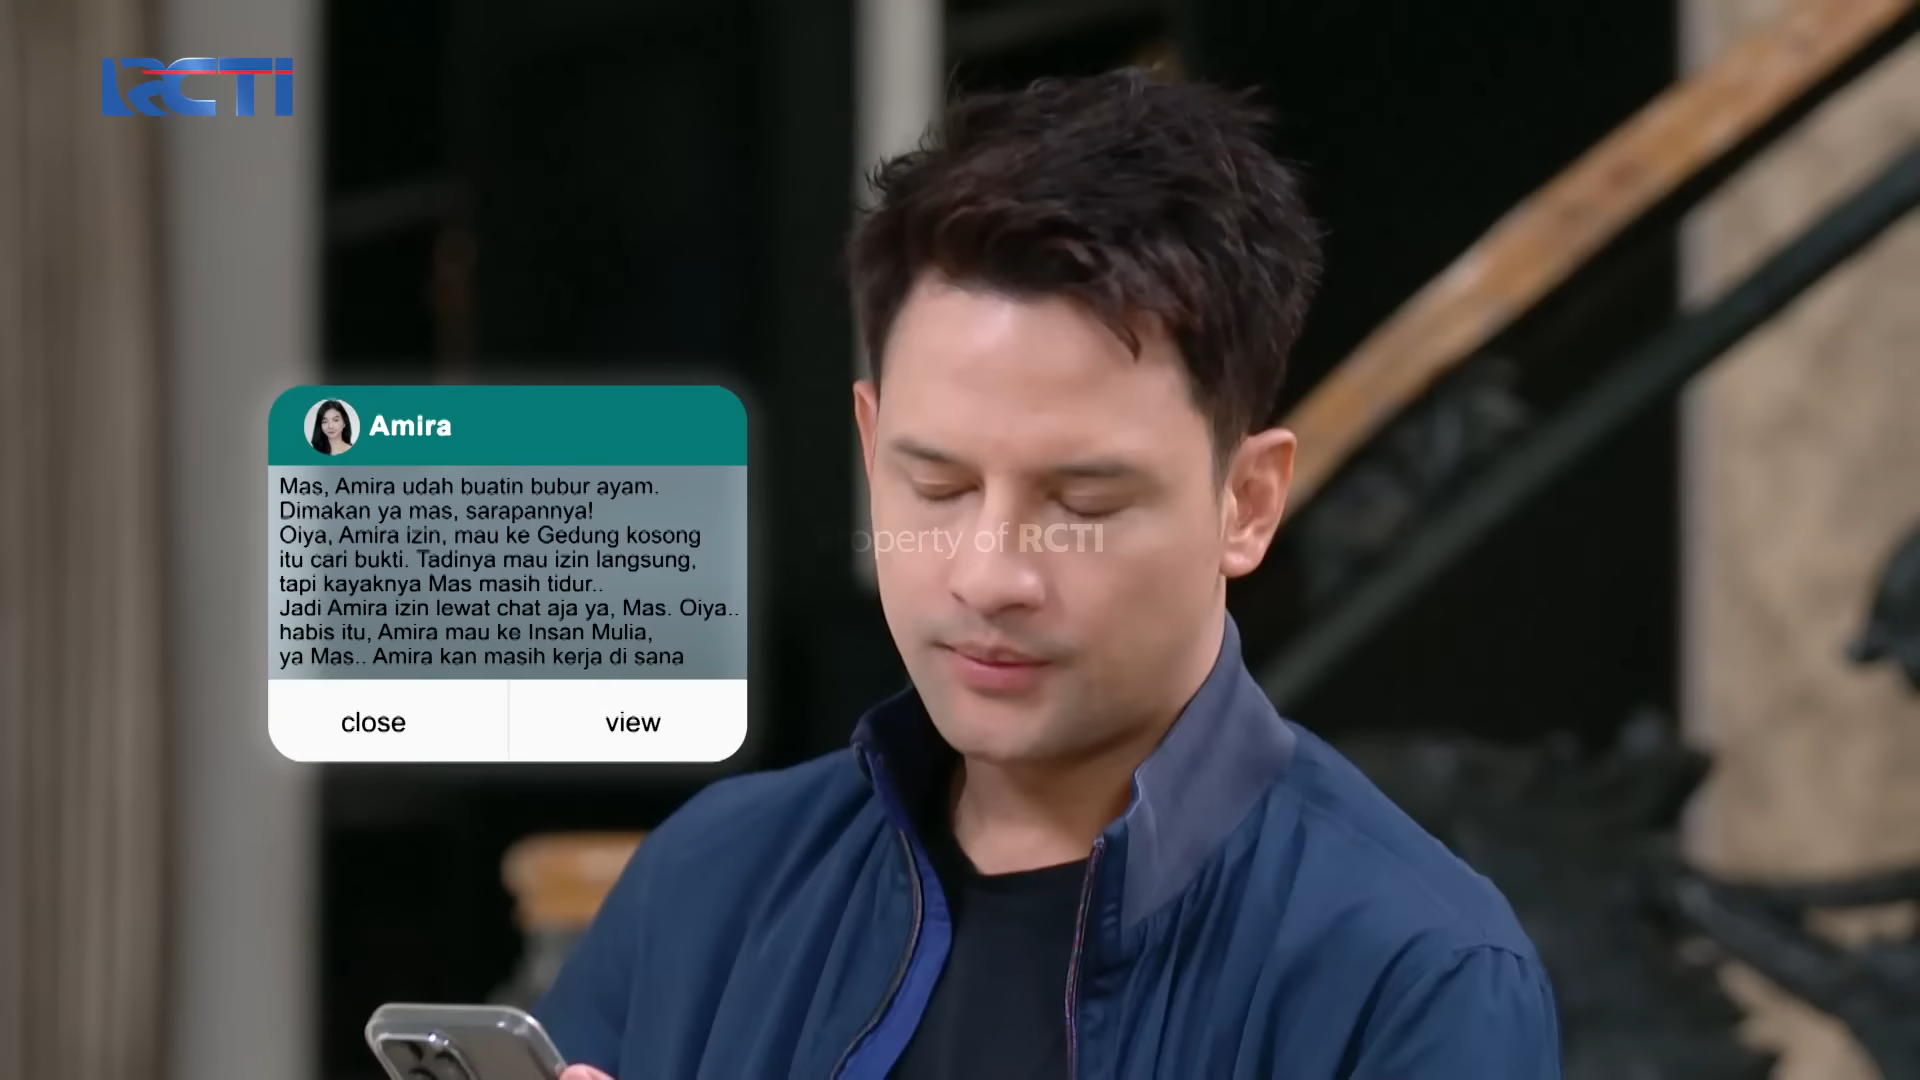 RCTI
Amira
Mas, Amira udah buatin bubur ayam.
Dimakan ya mas, sarapannya!
Oiya, Amira izin, mau ke Gedung kosong
itu cari bukti. Tadinya mau izin langsung,
tapi kayaknya Mas masih tidur..
Jadi Amira izin lewat chat aja ya, Mas. Oiya..
habis itu, Amira mau ke Insan Mulia,
ya Mas.. Amira kan masih kerja di sana
close
view
Property of RCTI